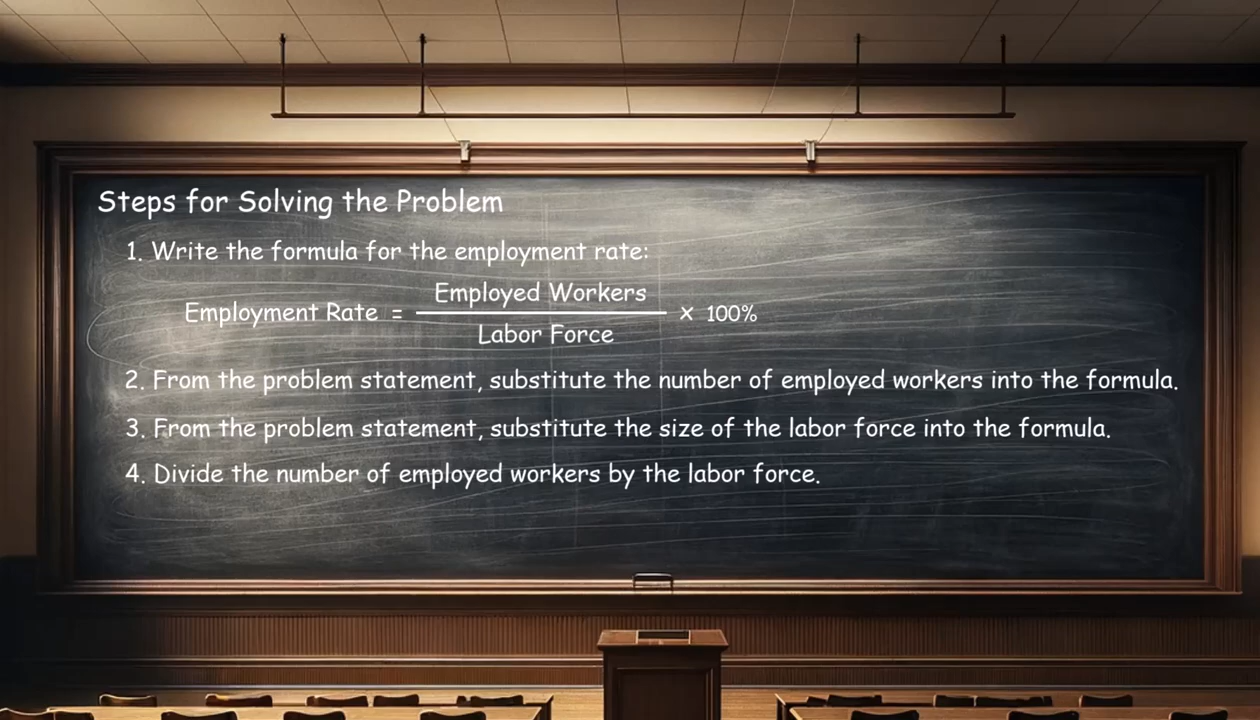 Steps for Solving the Problem
1. Write the formula for the employment rate:
Employment Rate = Employed Workers / Labor Force × 100%
2. From the problem statement, substitute the number of employed workers into the formula.
3. From the problem statement, substitute the size of the labor force into the formula.
4. Divide the number of employed workers by the labor force.